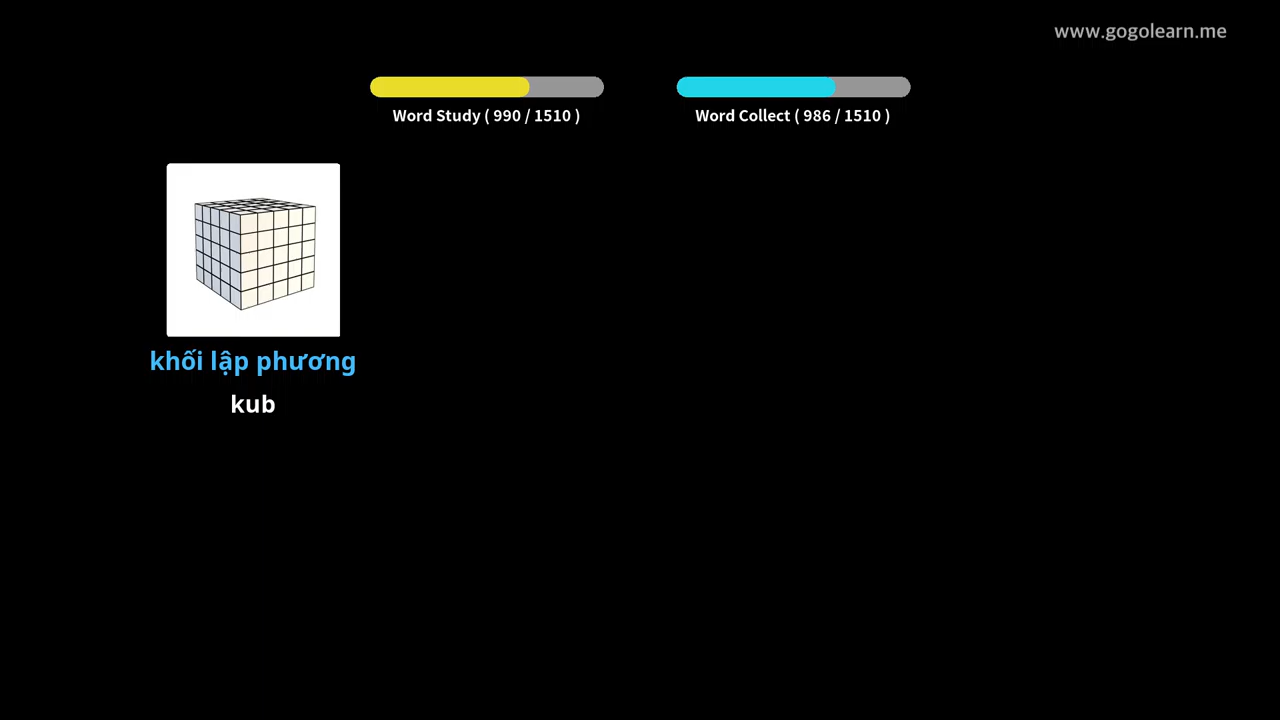 www.gogolearn.me
Word Study ( 990 / 1510 )
Word Collect ( 986 / 1510 )
khối lập phương
kub